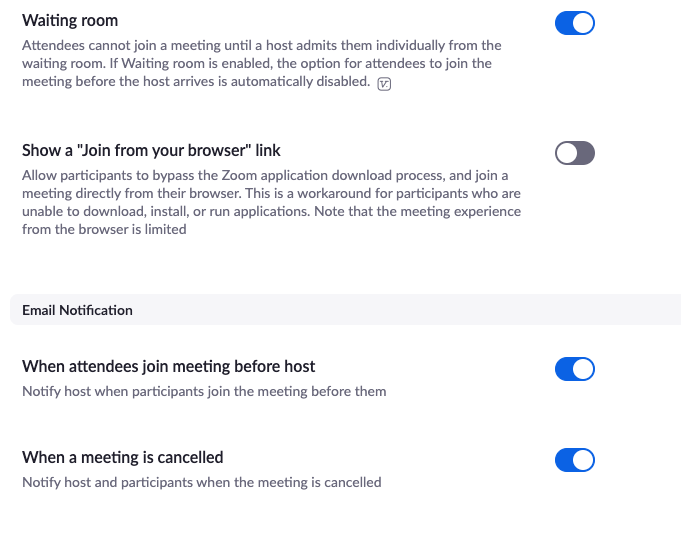 Waiting room
Attendees cannot join a meeting until a host admits them individually from the
waiting room. If Waiting room is enabled, the option for attendees to join the
meeting before the host arrives is automatically disabled.
Show a "Join from your browser" link
Allow participants to bypass the Zoom application download process, and join a
meeting directly from their browser. This is a workaround for participants who are
unable to download, install, or run applications. Note that the meeting experience
from the browser is limited
Email Notification
When attendees join meeting before host
Notify host when participants join the meeting before them
When a meeting is cancelled
Notify host and participants when the meeting is cancelled